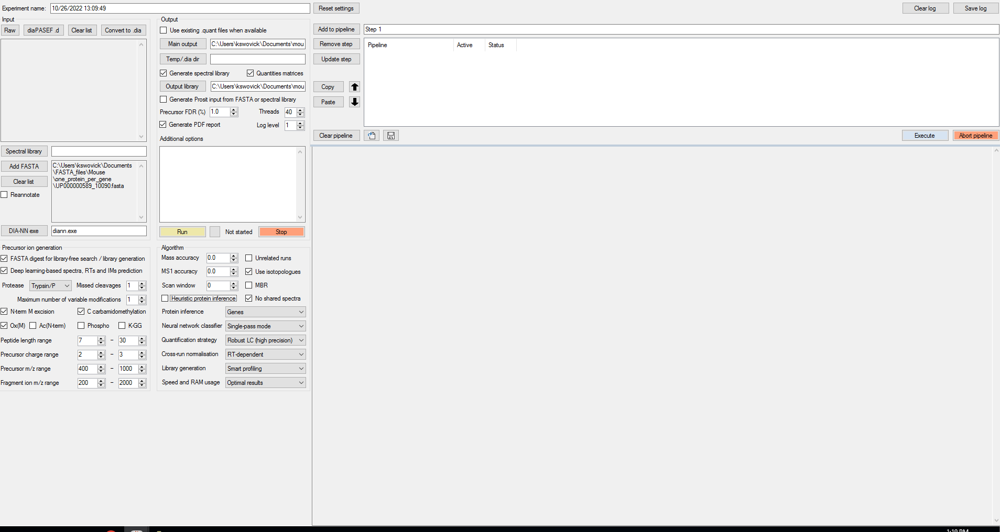 Experiment name: 10/26/2022 13:09:49 Reset settings Clear log Save log
Input
Raw diaPASEF .d Clear list Convert to .dia
Spectral library
Add FASTA
Clear list
Reannotate
C:\Users\kswovick\Documents
\FASTA_files\Mouse
\one_protein_per_gene
\UP000000589_10090.fasta
DIA-NN exe diann.exe
Output
Use existing .quant files when available
Main output C:\Users\kswovick\Documents\mou
Temp/.dia dir
Generate spectral library Quantities matrices
Output library C:\Users\kswovick\Documents\mou
Generate Prosit input from FASTA or spectral library
Precursor FDR (%) 1.0 Threads 40
Generate PDF report Log level 1
Additional options
Run Not started Stop
Add to pipeline Step 1
Remove step
Update step
Copy
Paste
Pipeline Active Status
Clear pipeline Execute Abort pipeline
Precursor ion generation
FASTA digest for library-free search / library generation
Deep learning-based spectra, RTs and IMs prediction
Protease Trypsin/P Missed cleavages 1
Maximum number of variable modifications 1
N-term M excision C carbamidomethylation
Ox(M) Ac(N-term) Phospho K-GG
Peptide length range 7 - 30
Precursor charge range 2 - 3
Precursor m/z range 400 - 1000
Fragment ion m/z range 200 - 2000
Algorithm
Mass accuracy 0.0 Unrelated runs
MS1 accuracy 0.0 Use isotopologues
Scan window 0 MBR
Heuristic protein inference No shared spectra
Protein inference Genes
Neural network classifier Single-pass mode
Quantification strategy Robust LC (high precision)
Cross-run normalisation RT-dependent
Library generation Smart profiling
Speed and RAM usage Optimal results
1:19 PM